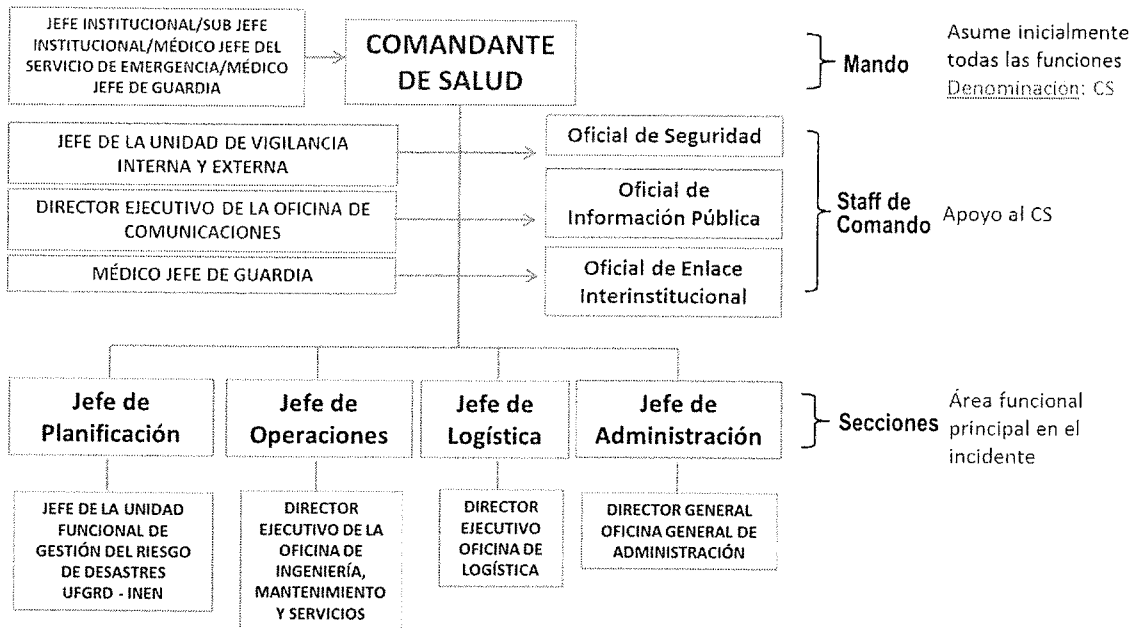 JEFE INSTITUCIONAL/SUB JEFE
INSTITUCIONAL/MÉDICO JEFE DEL
SERVICIO DE EMERGENCIA/MÉDICO
JEFE DE GUARDIA
COMANDANTE
DE SALUD
Mando
Asume inicialmente
todas las funciones
Denominacion: CS
JEFE DE LA UNIDAD DE VIGILANCIA
INTERNA Y EXTERNA
Oficial de Seguridad
DIRECTOR EJECUTIVO DE LA OFICINA DE
COMUNICACIONES
Oficial de
Información Pública
MÉDICO JEFE DE GUARDIA
Oficial de Enlace
Interinstitucional
Staff de
Comando
Apoyo al CS
Jefe de
Planificación
Jefe de
Operaciones
Jefe de
Logística
Jefe de
Administración
Secciones
Área funcional
principal en el
incidente
JEFE DE LA UNIDAD
FUNCIONAL DE
GESTIÓN DEL RIESGO
DE DESASTRES
UFGRD - INEN
DIRECTOR
EJECUTIVO DE LA
OFICINA DE
INGENIERÍA,
MANTENIMIENTO
Y SERVICIOS
DIRECTOR
EJECUTIVO
OFICINA DE
LOGÍSTICA
DIRECTOR GENERAL
OFICINA GENERAL DE
ADMINISTRACIÓN